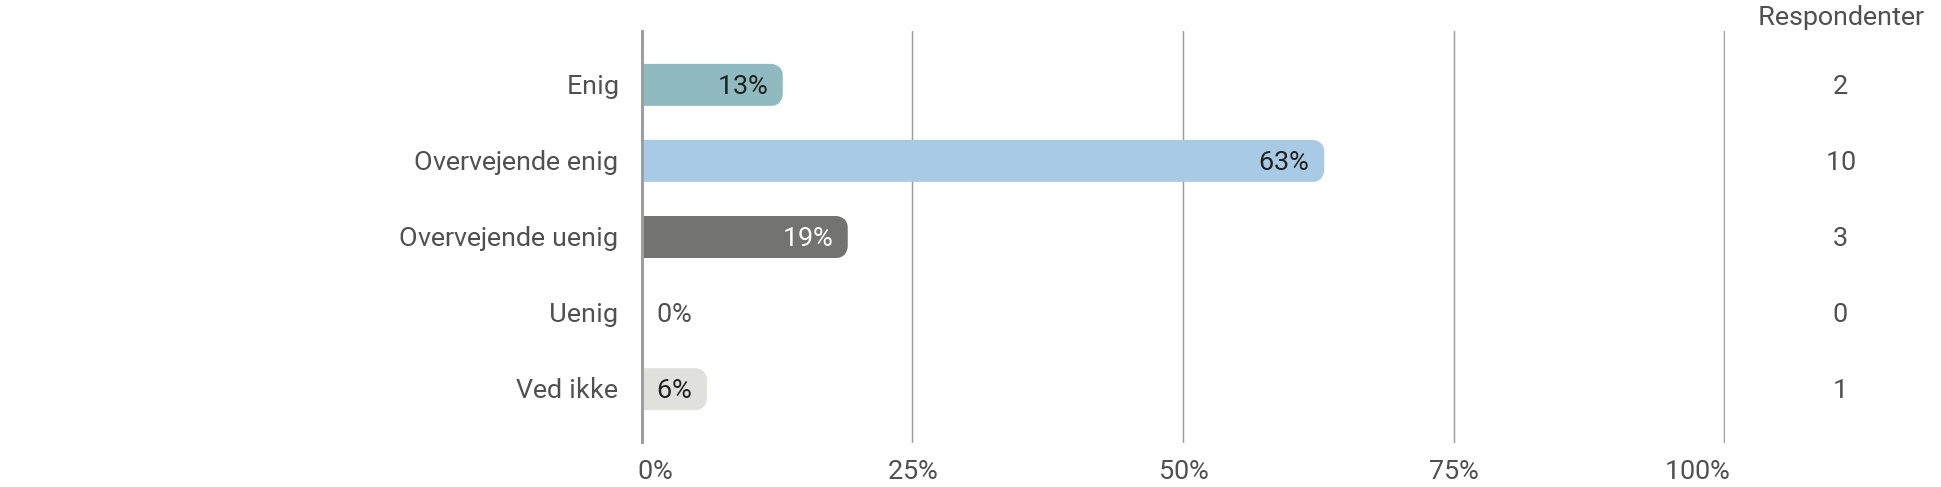 Respondenter
Enig 13% 2
Overvejende enig 63% 10
Overvejende uenig 19% 3
Uenig 0% 0
Ved ikke 6% 1
0% 25% 50% 75% 100%